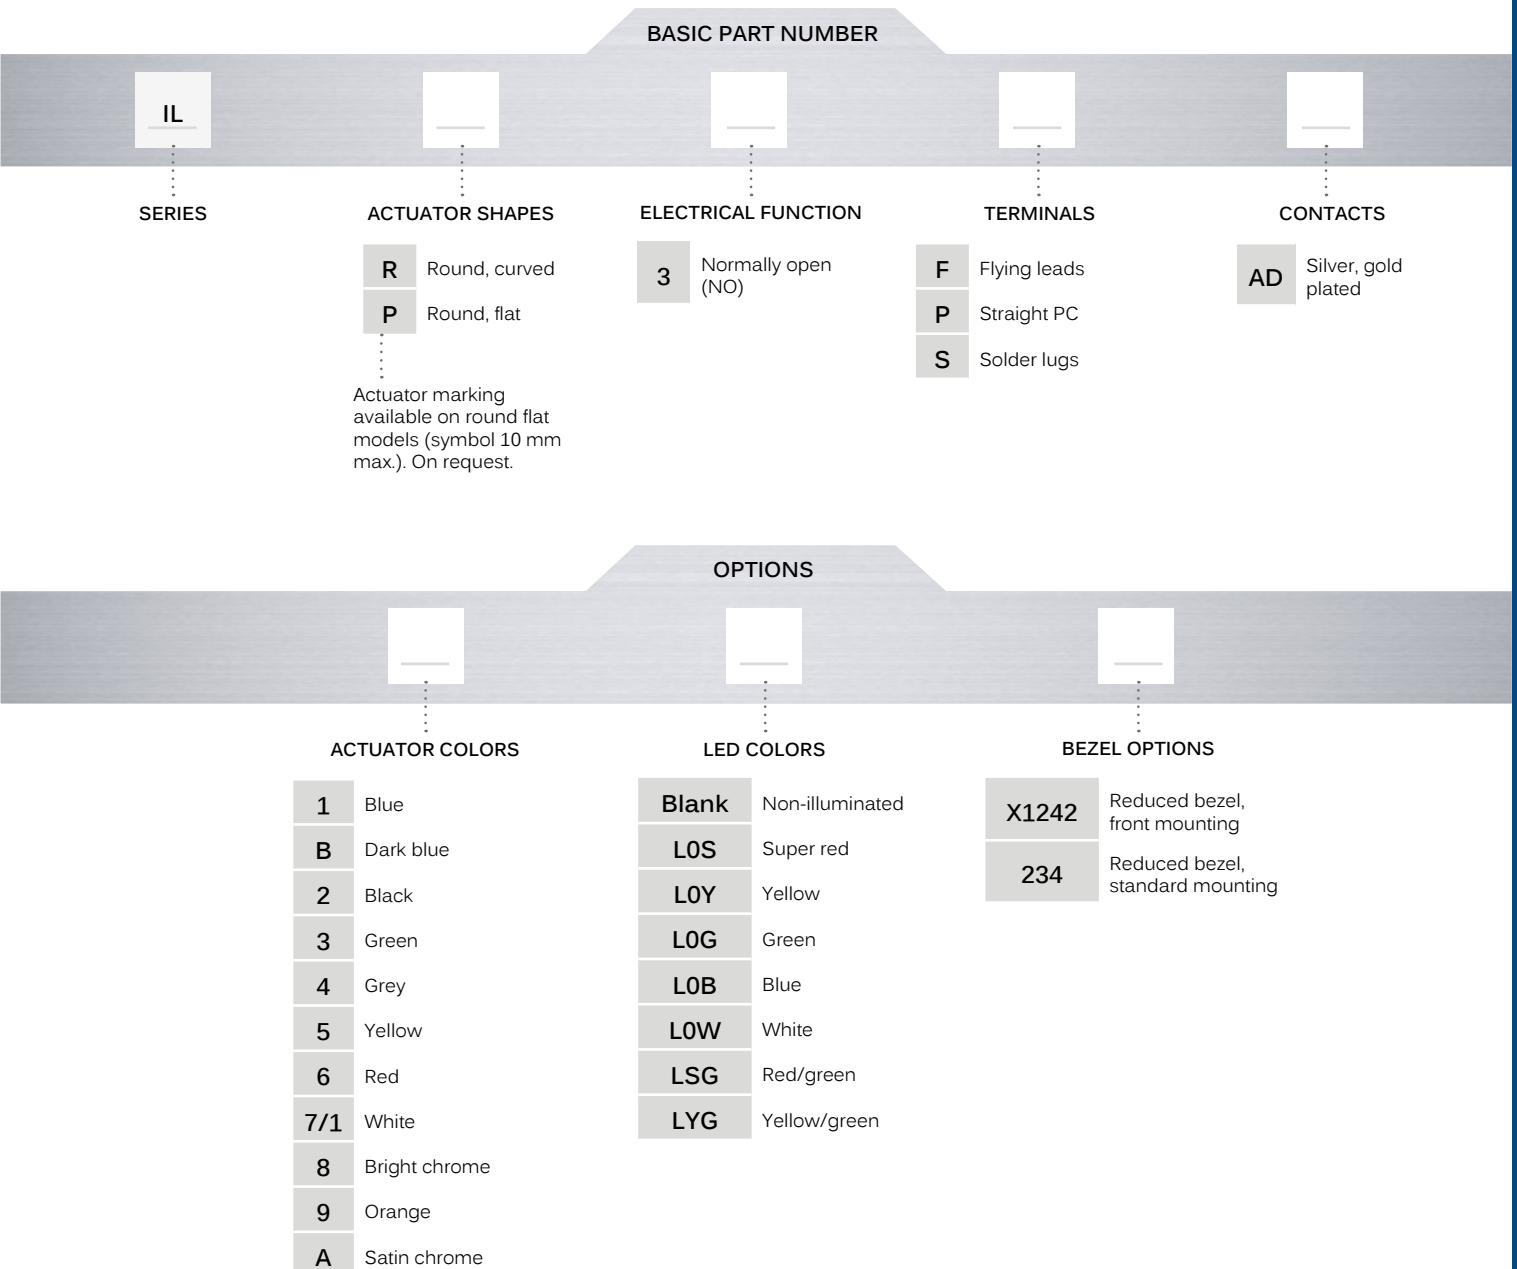 BASIC PART NUMBER
IL
SERIES
ACTUATOR SHAPES
R Round, curved
P Round, flat
Actuator marking
available on round flat
models (symbol 10 mm
max.). On request.
ELECTRICAL FUNCTION
3 Normally open
(NO)
TERMINALS
F Flying leads
P Straight PC
S Solder lugs
CONTACTS
AD Silver, gold
plated
OPTIONS
ACTUATOR COLORS
1 Blue
B Dark blue
2 Black
3 Green
4 Grey
5 Yellow
6 Red
7/1 White
8 Bright chrome
9 Orange
A Satin chrome
LED COLORS
Blank Non-illuminated
L0S Super red
L0Y Yellow
L0G Green
L0B Blue
L0W White
LSG Red/green
LYG Yellow/green
BEZEL OPTIONS
X1242 Reduced bezel,
front mounting
234 Reduced bezel,
standard mounting